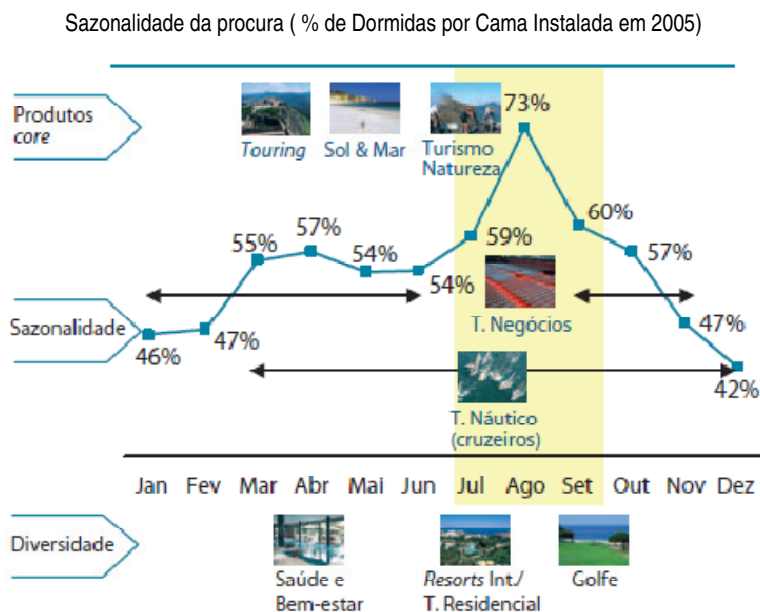 Sazonalidade da procura ( % de Dormidas por Cama Instalada em 2005)
Produtos
core
Touring
Sol & Mar
Turismo
Natureza
73%
55%
57%
54%
54%
59%
60%
57%
Sazonalidade
46%
47%
T. Negócios
47%
42%
T. Náutico
(cruzeiros)
Jan Fev Mar Abr Mai Jun Jul Ago Set Out Nov Dez
Diversidade
Saúde e
Bem-estar
Resorts Int./
T. Residencial
Golfe